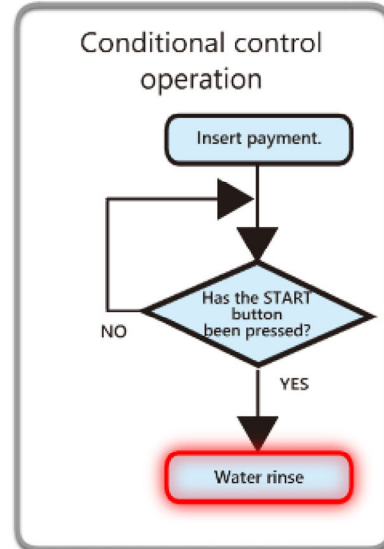 Conditional control
operation
Insert payment.
Has the START
button
been pressed?
NO
YES
Water rinse